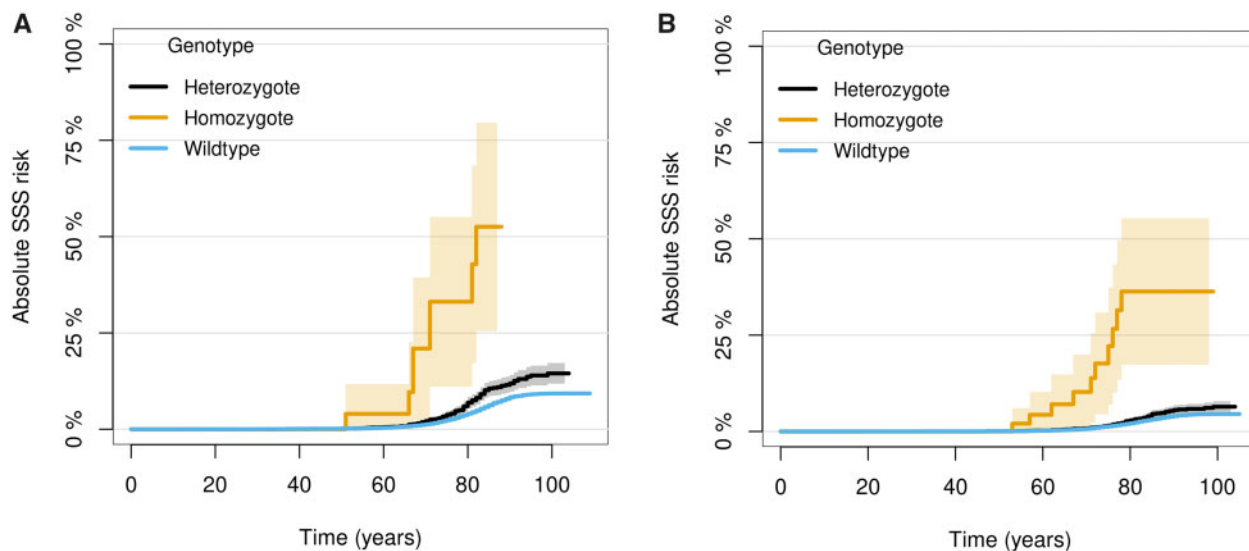 A
Absolute SSS risk
100 %
75 %
50 %
25 %
0 %
Genotype
Heterozygote
Homozygote
Wildtype
0 20 40 60 80 100
Time (years)
B
Absolute SSS risk
100 %
75 %
50 %
25 %
0 %
Genotype
Heterozygote
Homozygote
Wildtype
0 20 40 60 80 100
Time (years)